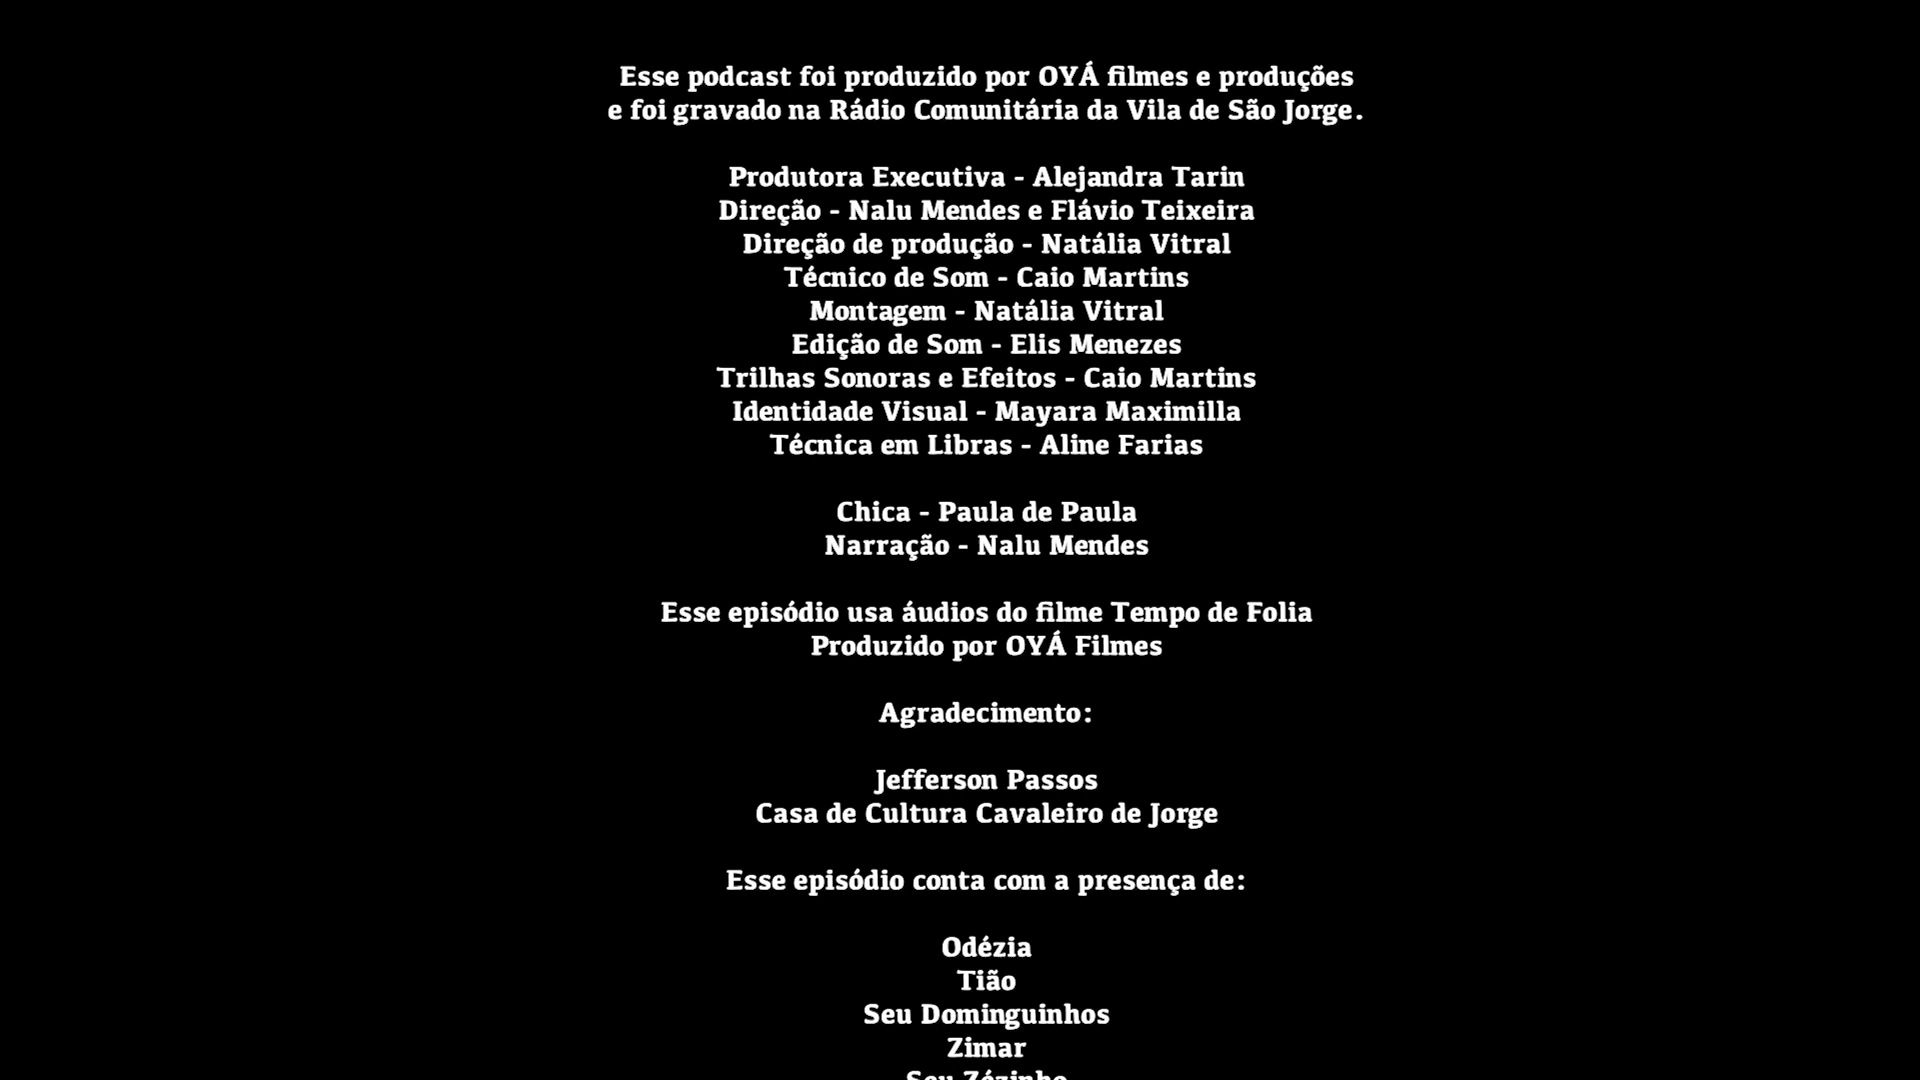 Esse podcast foi produzido por OYÁ filmes e produções
e foi gravado na Rádio Comunitária da Vila de São Jorge.
Produtora Executiva - Alejandra Tarin
Direção - Nalu Mendes e Flávio Teixeira
Direção de produção - Natália Vitral
Técnico de Som - Caio Martins
Montagem - Natália Vitral
Edição de Som - Elis Menezes
Trilhas Sonoras e Efeitos - Caio Martins
Identidade Visual - Mayara Maximilla
Técnica em Libras - Aline Farias
Chica - Paula de Paula
Narração - Nalu Mendes
Esse episódio usa áudios do filme Tempo de Folia
Produzido por OYÁ Filmes
Agradecimento:
Jefferson Passos
Casa de Cultura Cavaleiro de Jorge
Esse episódio conta com a presença de:
Odézia
Tião
Seu Dominguinhos
Zimar
Seu Zézinho